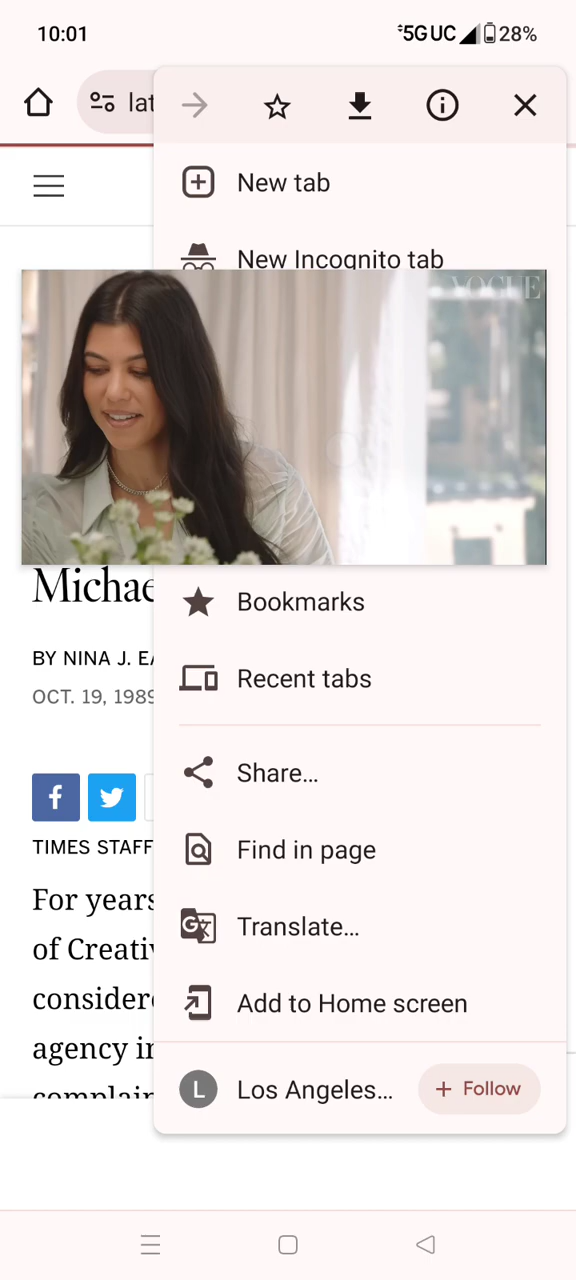 10:01
5G UC
28%
lat
New tab
New Incognito tab
VOGUE
Michae
Bookmarks
BY NINA J. EA
Recent tabs
OCT. 19, 1989
Share...
TIMES STAFF
Find in page
For years
Translate...
of Creativ
considere
Add to Home screen
agency in
L
Los Angeles...
+ Follow
complain